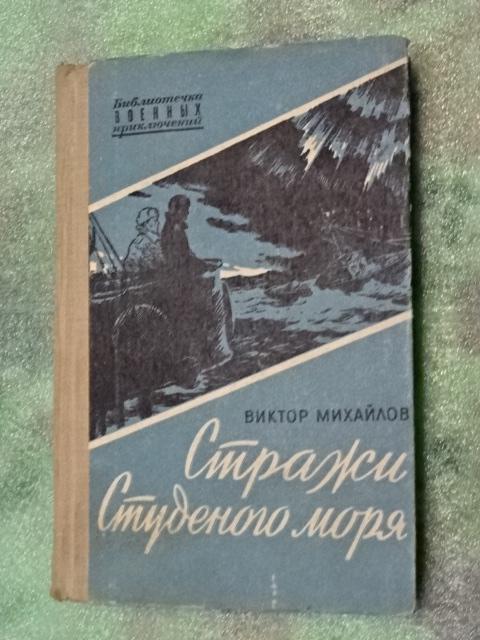 Библиотечка
ВОЕННЫХ
приключений
ВИКТОР МИХАЙЛОВ
Стражи
Студеного моря